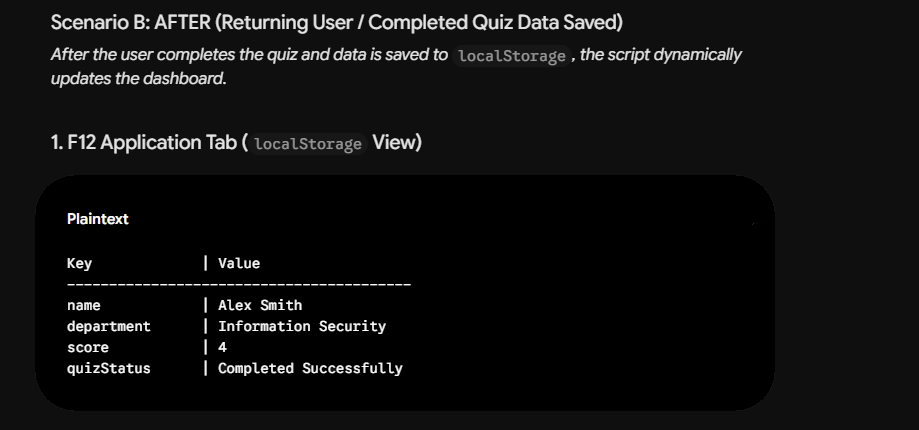 Scenario B: AFTER (Returning User / Completed Quiz Data Saved)
After the user completes the quiz and data is saved to localStorage, the script dynamically
updates the dashboard.
1. F12 Application Tab ( localStorage View)
Plaintext
Key | Value
-----------------------------------------
name | Alex Smith
department | Information Security
score | 4
quizStatus | Completed Successfully